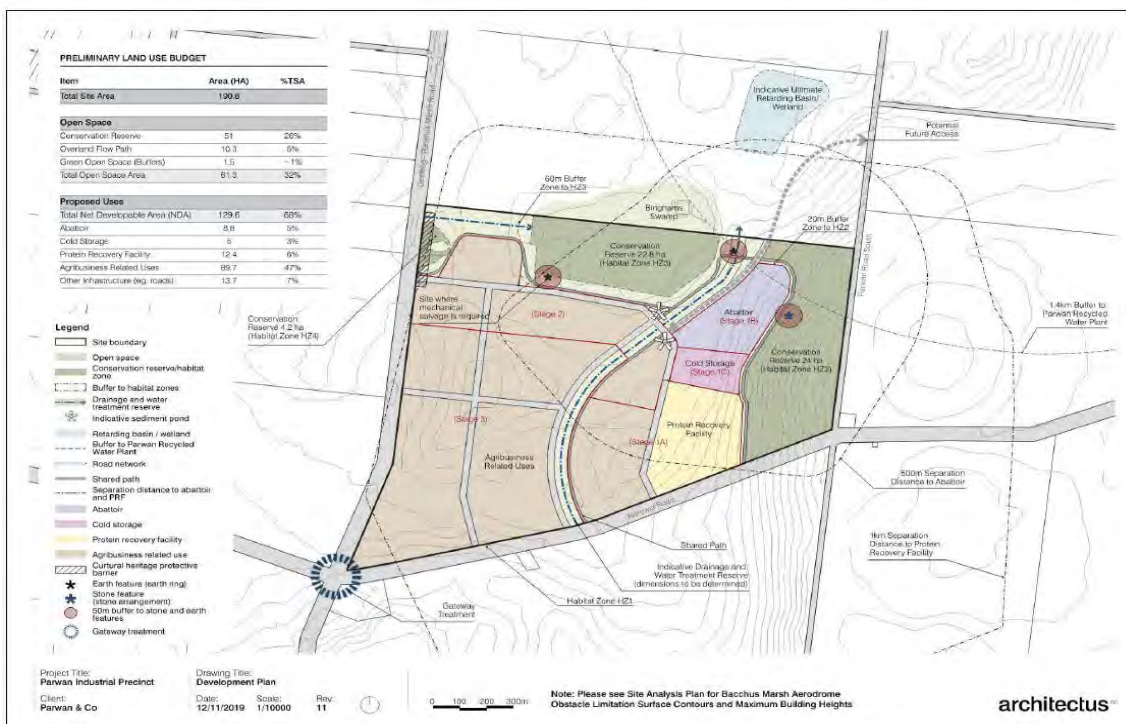 PRELIMINARY LAND USE BUDGET
Item Area (HA) %TSA
Total Site Area 190.8
Open Space
Conservation Reserve 51 26%
Overland Flow Path 10.3 5%
Green Open Space (Buffers) 1.5 ~1%
Total Open Space Area 61.3 32%
Proposed Uses
Total Net Developable Area (NDA) 129.6 68%
Abattoir 8.8 5%
Cold Storage 5 3%
Protein Recovery Facility 12.4 6%
Agribusiness Related Uses 89.7 47%
Other Infrastructure (eg. roads) 13.7 7%
Conservation
Reserve 4.2 ha
(Habitat Zone HZ4)
Legend
Site boundary
Open space
Conservation reserve/habitat
zone
Buffer to habitat zones
Drainage and water
treatment reserve
Indicative sediment pond
Retarding basin / wetland
Buffer to Parwan Recycled
Water Plant
Road network
Shared path
Separation distance to abattoir
and PRF
Abattoir
Cold storage
Protein recovery facility
Agribusiness related use
Curtural heritage protective
barrier
Earth feature (earth ring)
Stone feature
(stone arrangement)
50m buffer to stone and earth
features
Gateway treatment
Indicative Ultimate
Retarding Basin/
Wetland
Potential
Future Access
60m Buffer
Zone to HZ3
Binghams
Swamp
20m Buffer
Zone to HZ2
Conservation
Reserve 22.8 ha
(Habitat Zone HZ3)
Parwan Road South
1.4km Buffer to
Parwan Recycled
Water Plant
Site where
mechanical
salvage is required
(Stage 2)
Abattoir
(Stage 1B)
Cold Storage
(Stage 1C)
Conservation
Reserve 24 ha
(Habitat Zone HZ2)
(Stage 3)
Protein Recovery
Facility
(Stage 1A)
Agribusiness
Related Uses
Road
500m Separation
Distance to Abattoir
1km Separation
Distance to Protein
Recovery Facility
Shared Path
Indicative Drainage and
Water Treatment Reserve
(dimensions to be determined)
Habitat Zone HZ1
Gateway
Treatment
Project Title:
Parwan Industrial Precinct
Client:
Parwan & Co
Drawing Title:
Development Plan
Date: Scale: Rev:
12/11/2019 1/10000 11
0 100 200 300m
Note: Please see Site Analysis Plan for Bacchus Marsh Aerodrome
Obstacle Limitation Surface Contours and Maximum Building Heights
architectus